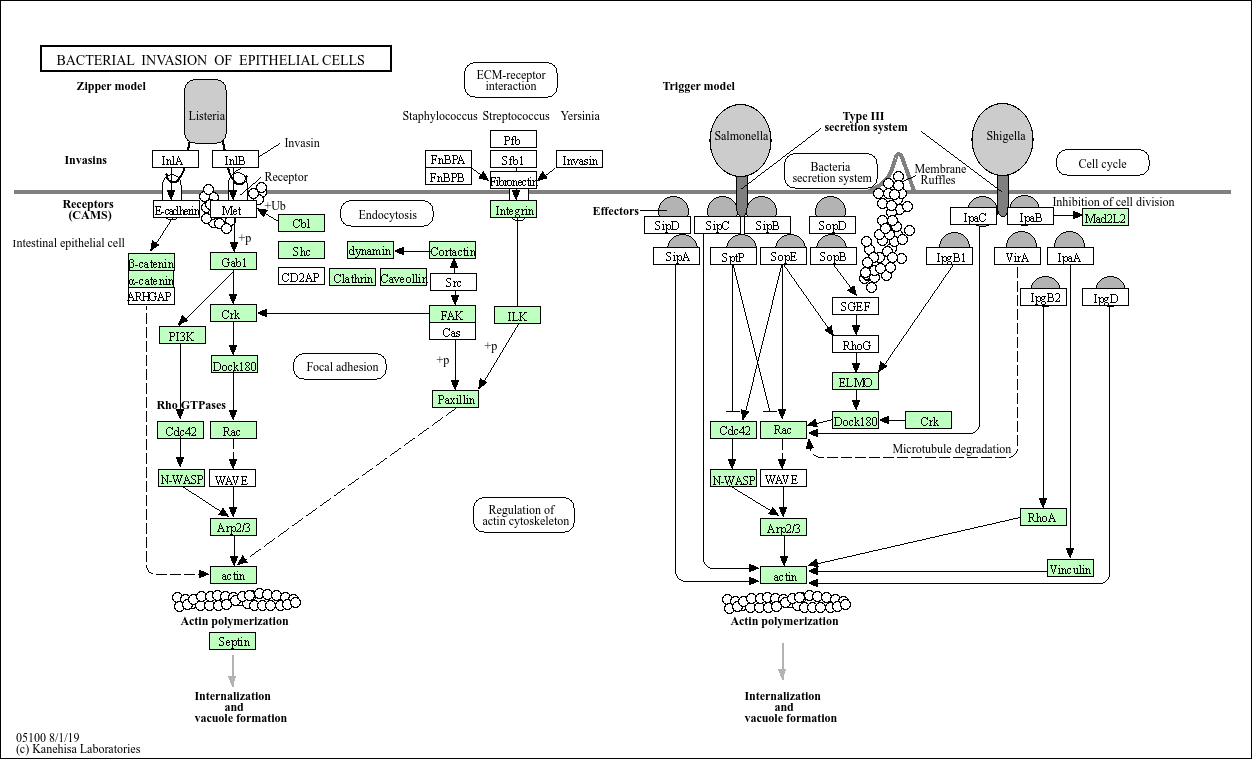 BACTERIAL INVASION OF EPITHELIAL CELLS
Zipper model
ECM-receptor
interaction
Trigger model
Listeria
Staphylococcus Streptococcus Yersinia
Type III
secretion system
Salmonella
Shigella
Invasin
Pfb
Invasins
InlA
InlB
FnBPA
FnBPB
Sfb1
Invasin
Bacteria
secretion system
Membrane
Ruffles
Cell cycle
Receptor
Fibronectin
Receptors
(CAMS)
E-cadherin
Met
+Ub
Cbl
Endocytosis
Integrin
Effectors
SipD
SipC
SipB
SopD
IpaC
IpaB
Inhibition of cell division
Mad2L2
Intestinal epithelial cell
+p
Shc
dynamin
Cortactin
SipA
SptP
SopE
SopB
IpgB1
VirA
IpaA
β-catenin
α-catenin
ARHGAP
Gab1
CD2AP
Clathrin
Caveolin
Src
IpgB2
IpgD
SGEF
Crk
FAK
Cas
ILK
PI3K
+p
+p
RhoG
Dock180
Focal adhesion
ELMO
Paxillin
Rho GTPases
Cdc42
Rac
Cdc42
Rac
Dock180
Crk
Microtubule degradation
N-WASP
WAVE
N-WASP
WAVE
Regulation of
actin cytoskeleton
Arp2/3
Arp2/3
RhoA
actin
actin
Vinculin
Actin polymerization
Actin polymerization
Septin
Internalization
and
vacuole formation
Internalization
and
vacuole formation
05100 8/1/19
(c) Kanehisa Laboratories